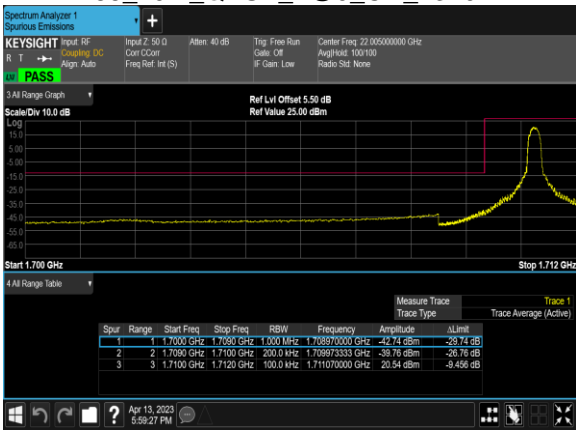 Spectrum Analyzer 1
Spurious Emissions
+
KEYSIGHT Input: RF Input Z: 50 Ω Atten: 40 dB Trig: Free Run Center Freq: 22.005000000 GHz
R T Coupling: DC Corr CCorr Gate: Off Avg|Hold: 100/100
Align: Auto Freq Ref: Int (S) IF Gain: Low Radio Std: None
LW PASS
3 All Range Graph
Ref Lvl Offset 5.50 dB
Scale/Div 10.0 dB Ref Value 25.00 dBm
Log
15.0
5.00
-5.00
-15.0
-25.0
-35.0
-45.0
-55.0
-65.0
Start 1.700 GHz Stop 1.712 GHz
4 All Range Table
Measure Trace Trace 1
Trace Type Trace Average (Active)
Spur Range Start Freq Stop Freq RBW Frequency Amplitude ΔLimit
1 1 1.7000 GHz 1.7090 GHz 1.000 MHz 1.708970000 GHz -42.74 dBm -29.74 dB
2 2 1.7090 GHz 1.7100 GHz 200.0 kHz 1.709973333 GHz -39.76 dBm -26.76 dB
3 3 1.7100 GHz 1.7120 GHz 100.0 kHz 1.711070000 GHz 20.54 dBm -9.456 dB
? Apr 13, 2023
5:59:27 PM